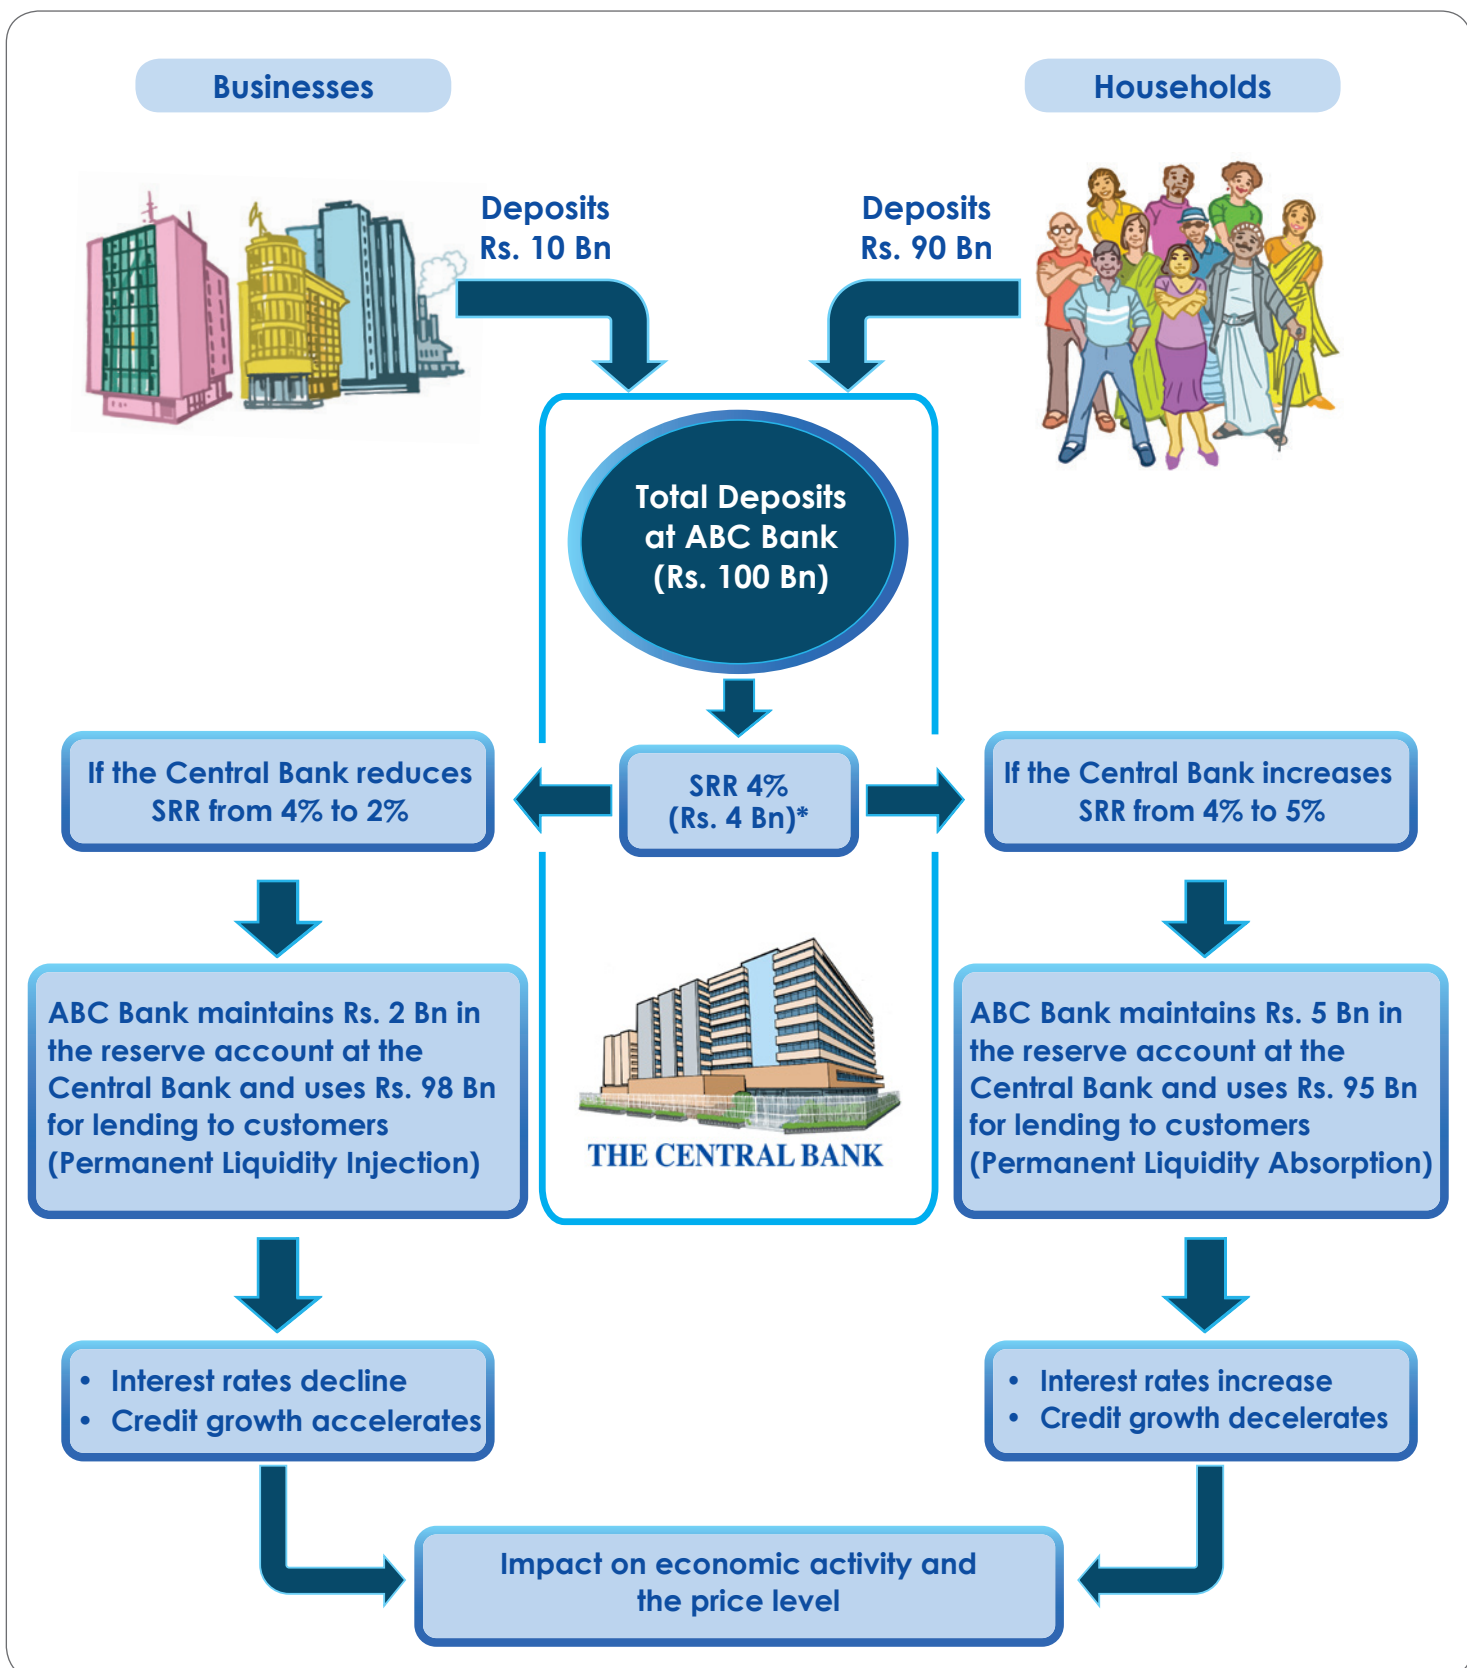 Businesses
Households
Deposits
Rs. 10 Bn
Deposits
Rs. 90 Bn
Total Deposits
at ABC Bank
(Rs. 100 Bn)
If the Central Bank reduces
SRR from 4% to 2%
SRR 4%
(Rs. 4 Bn)*
If the Central Bank increases
SRR from 4% to 5%
ABC Bank maintains Rs. 2 Bn in
the reserve account at the
Central Bank and uses Rs. 98 Bn
for lending to customers
(Permanent Liquidity Injection)
THE CENTRAL BANK
ABC Bank maintains Rs. 5 Bn in
the reserve account at the
Central Bank and uses Rs. 95 Bn
for lending to customers
(Permanent Liquidity Absorption)
• Interest rates decline
• Credit growth accelerates
• Interest rates increase
• Credit growth decelerates
Impact on economic activity and
the price level